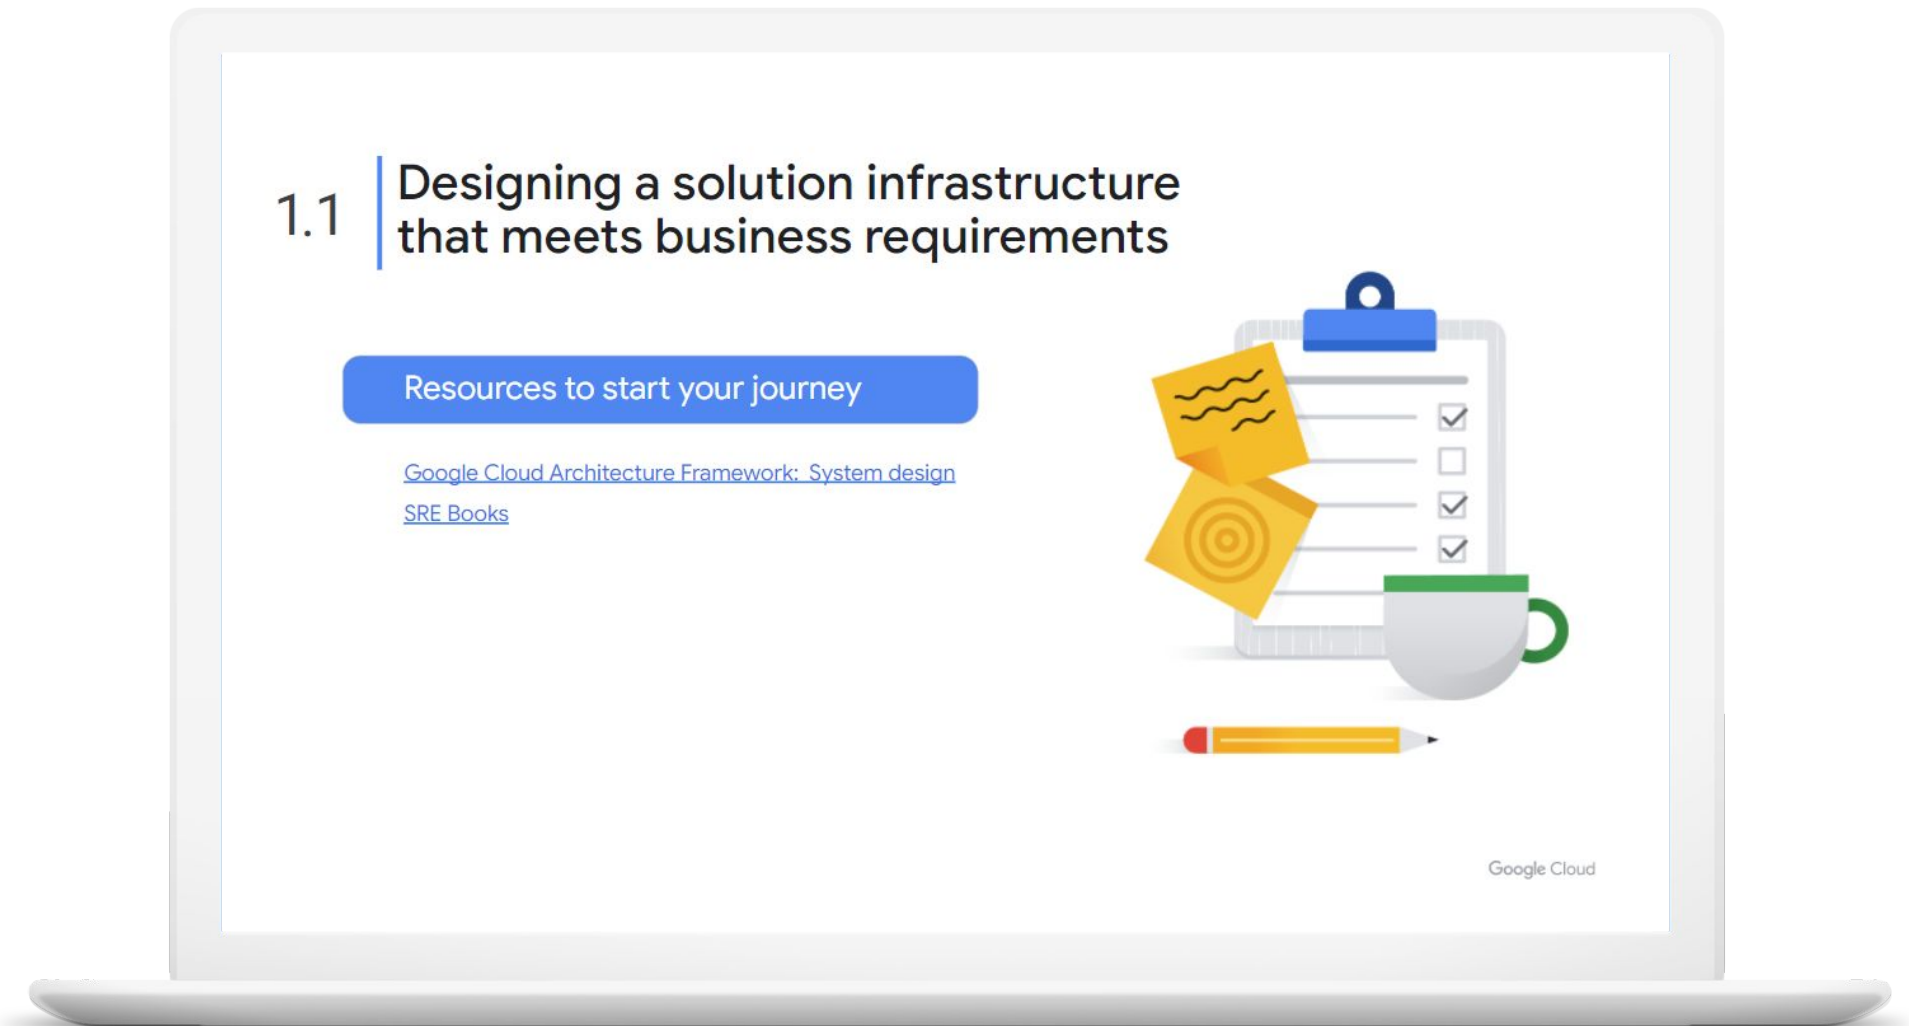 1.1
Designing a solution infrastructure
that meets business requirements
Resources to start your journey
Google Cloud Architecture Framework: System design
SRE Books
Google Cloud